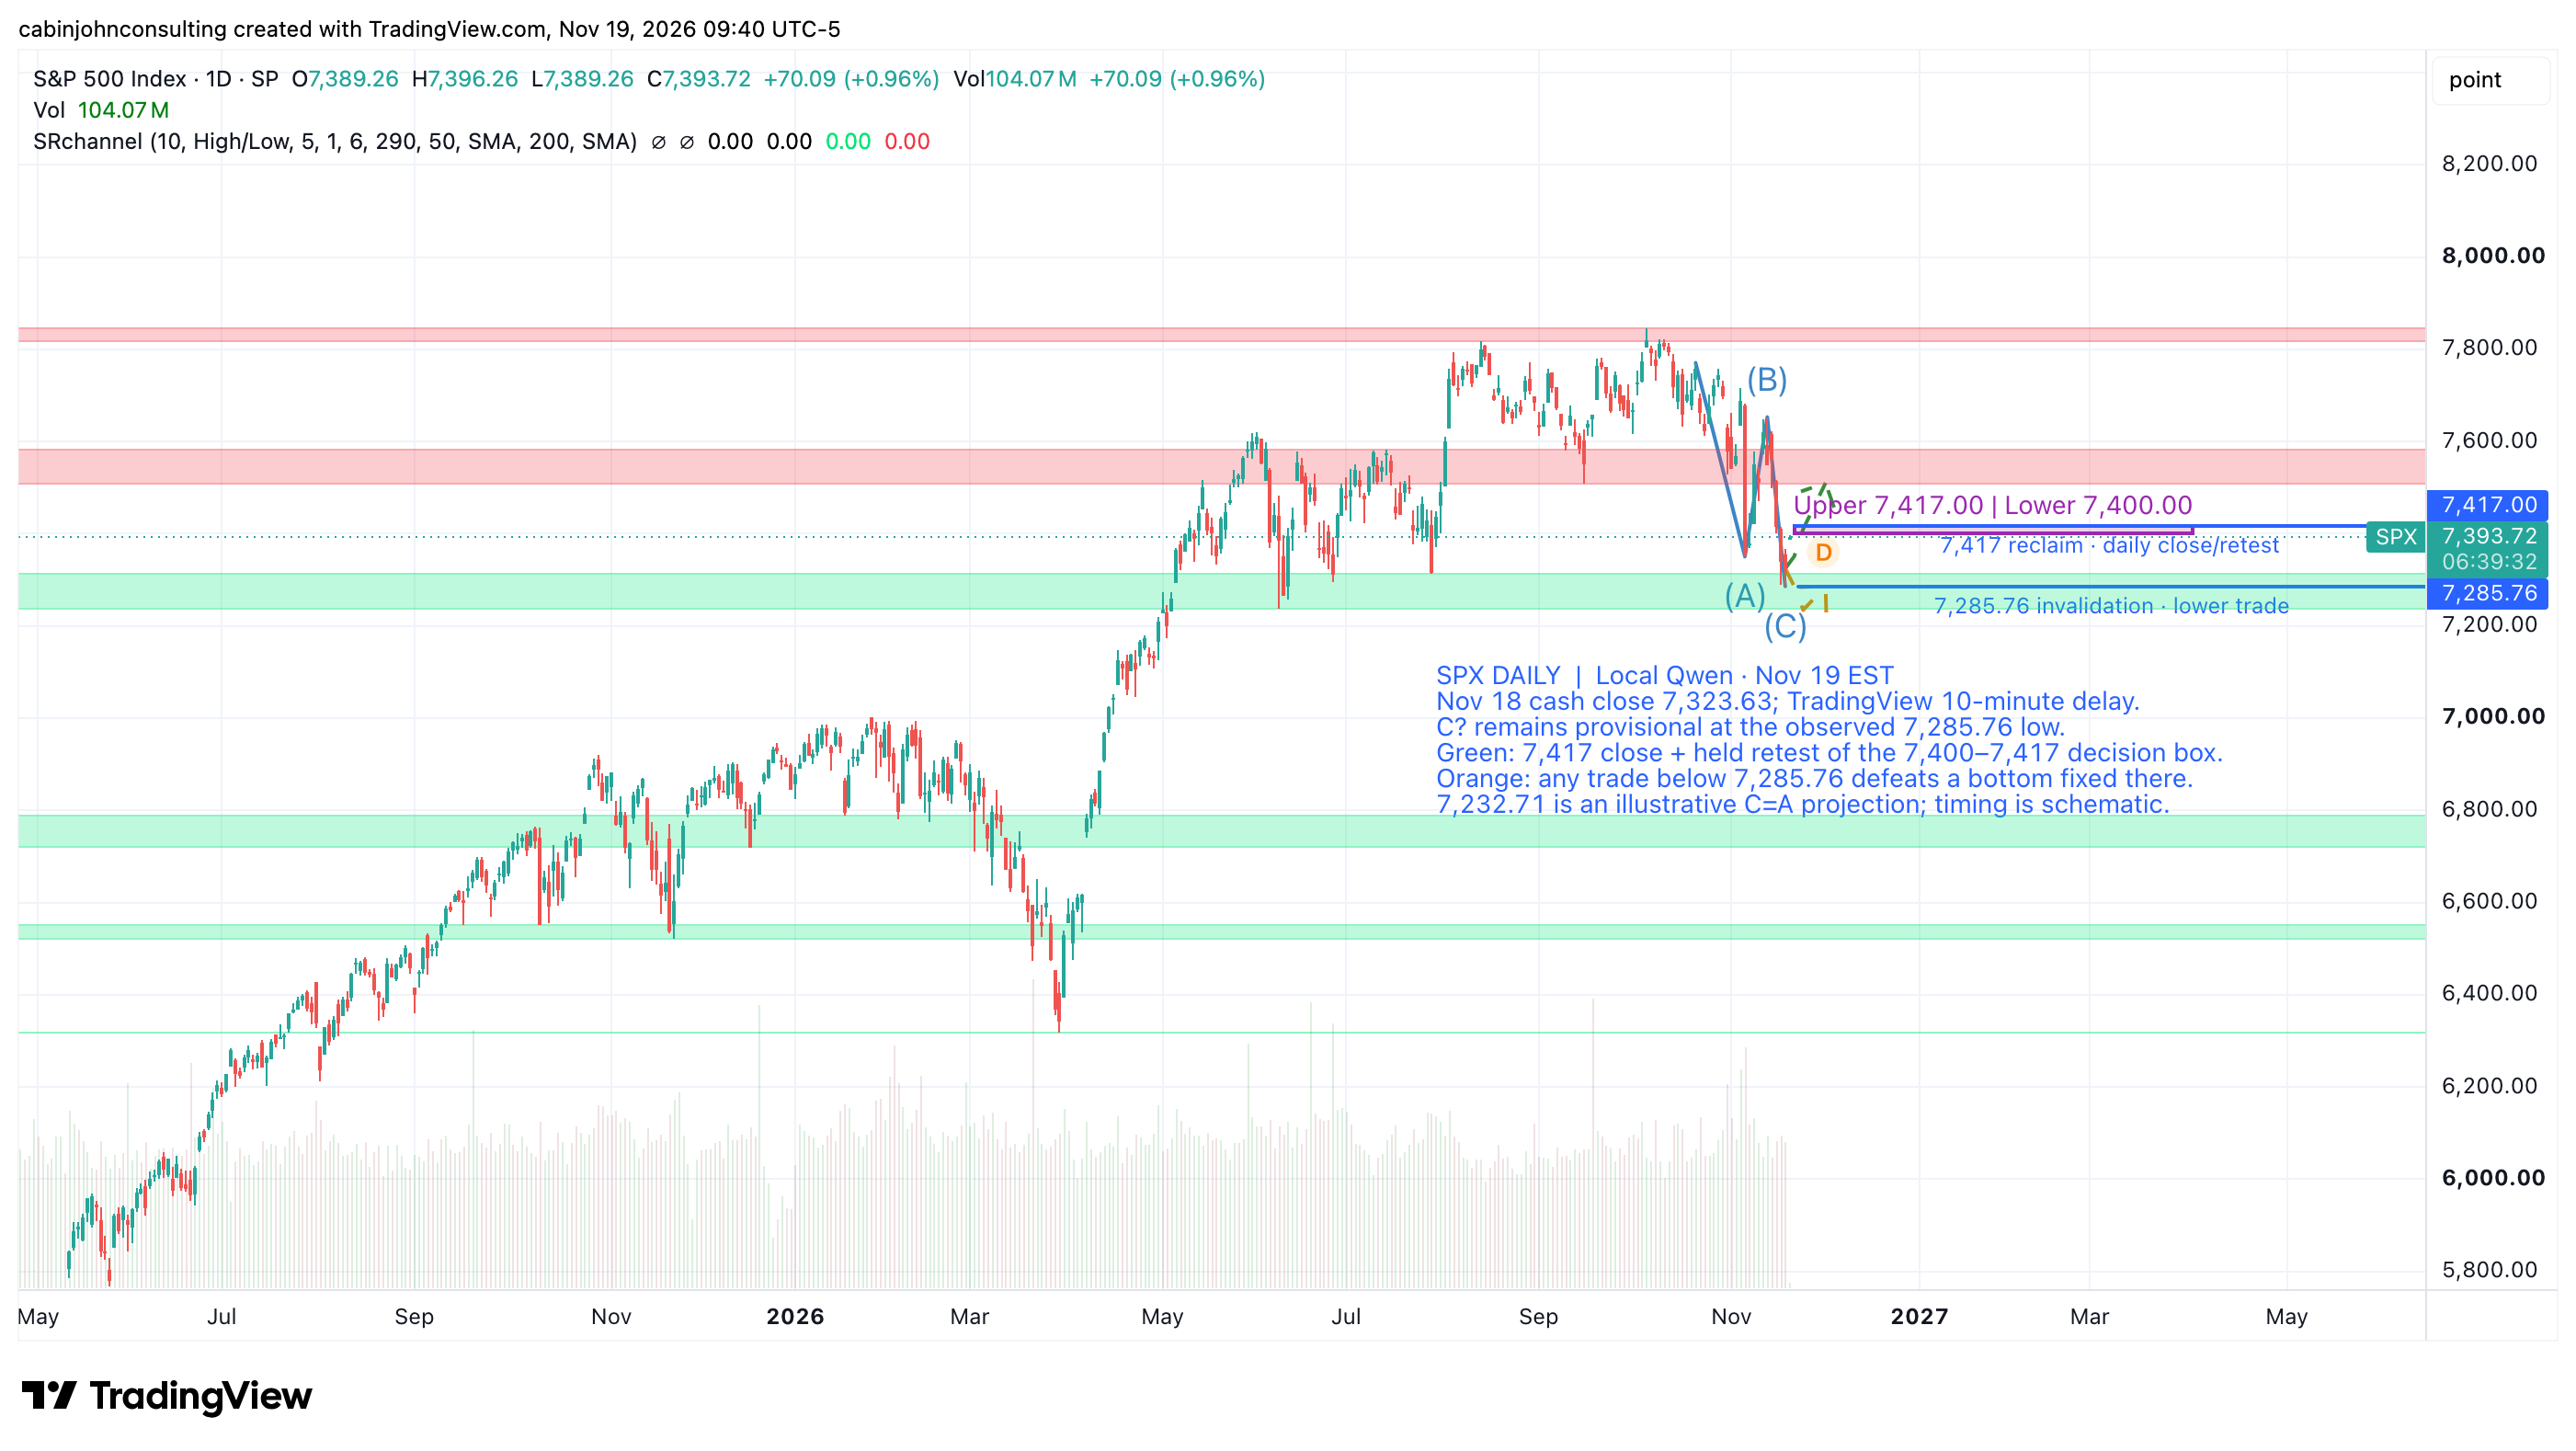 cabinjohnconsulting created with TradingView.com, Nov 19, 2026 09:40 UTC-5
S&P 500 Index · 1D · SP O7,389.26 H7,396.26 L7,389.26 C7,393.72 +70.09 (+0.96%) Vol104.07 M +70.09 (+0.96%)
Vol 104.07 M
SRchannel (10, High/Low, 5, 1, 6, 290, 50, SMA, 200, SMA) ∅ ∅ 0.00 0.00 0.00 0.00
point
8,200.00
8,000.00
7,800.00
(B)
7,600.00
Upper 7,417.00 | Lower 7,400.00
7,417.00
SPX 7,393.72
7,417 reclaim · daily close/retest
D
06:39:32
7,285.76
(A)
7,285.76 invalidation · lower trade
(C)
7,200.00
SPX DAILY | Local Qwen · Nov 19 EST
Nov 18 cash close 7,323.63; TradingView 10-minute delay.
C? remains provisional at the observed 7,285.76 low.
Green: 7,417 close + held retest of the 7,400–7,417 decision box.
Orange: any trade below 7,285.76 defeats a bottom fixed there.
7,232.71 is an illustrative C=A projection; timing is schematic.
7,000.00
6,800.00
6,600.00
6,400.00
6,200.00
6,000.00
5,800.00
May Jul Sep Nov 2026 Mar May Jul Sep Nov 2027 Mar May
TradingView